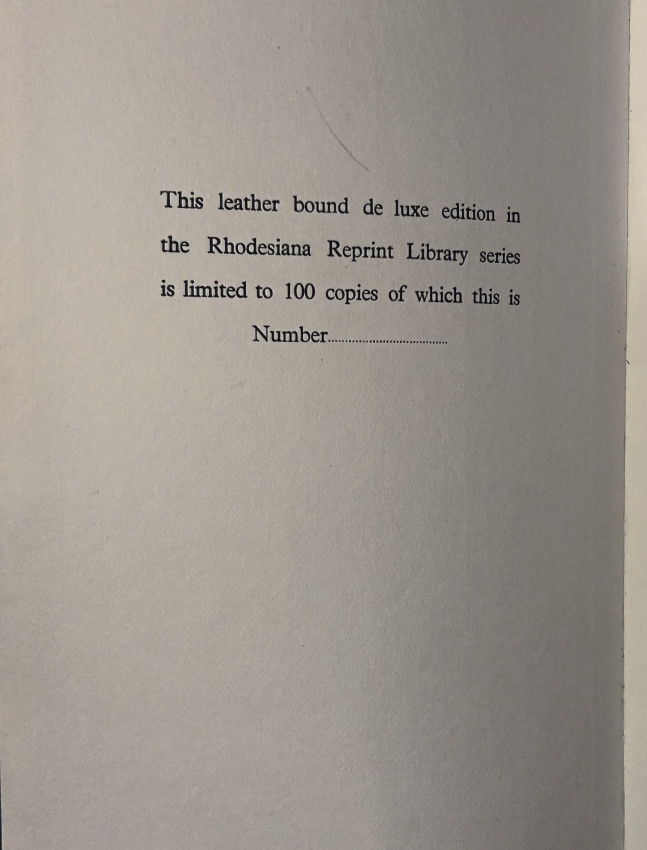 This leather bound de luxe edition in
the Rhodesiana Reprint Library series
is limited to 100 copies of which this is
Number..................................